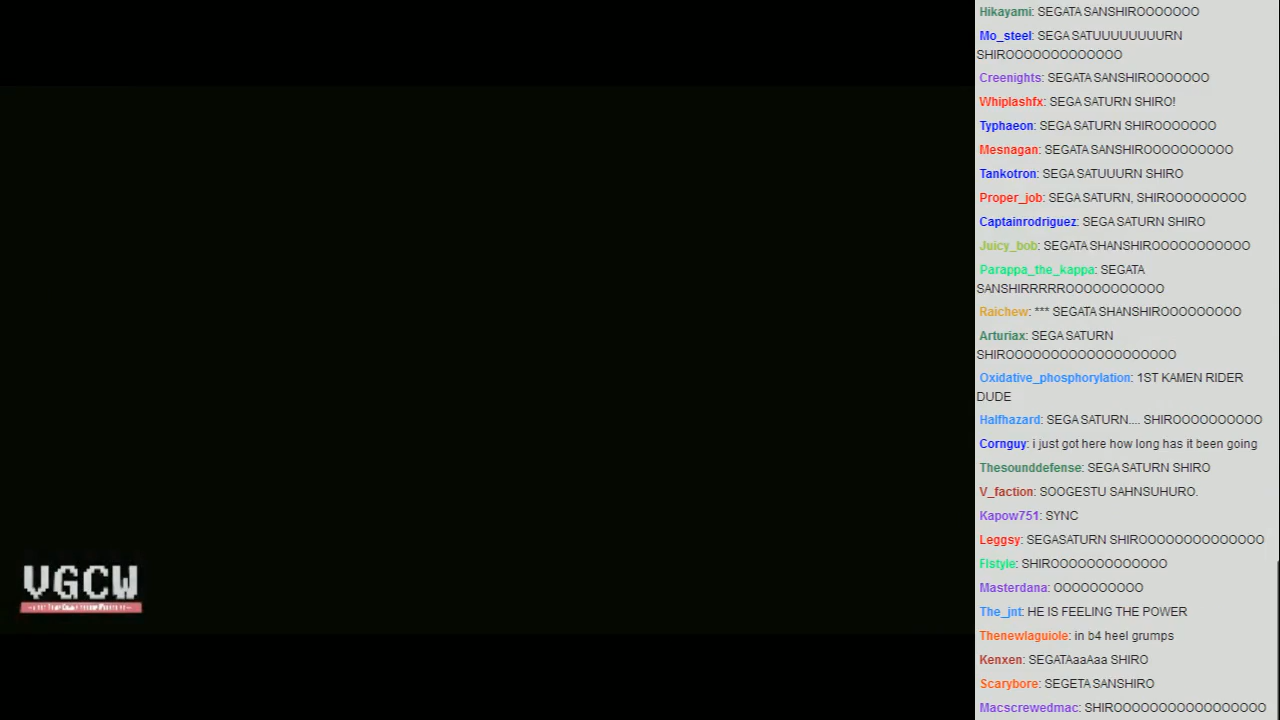 Hikayami: SEGATA SANSHIROOOOOOO
Mo_steel: SEGA SATUUUUUUUURN
SHIROOOOOOOOOOOOO
Creenights: SEGATA SANSHIROOOOOOO
Whiplashfx: SEGA SATURN SHIRO!
Typhaeon: SEGA SATURN SHIROOOOOOO
Mesnagan: SEGATA SANSHIROOOOOOOOOO
Tankotron: SEGA SATUUURN SHIRO
Proper_job: SEGA SATURN, SHIROOOOOOOOO
Captainrodriguez: SEGA SATURN SHIRO
Juicy_bob: SEGATA SHANSHIROOOOOOOOOOO
Parappa_the_kappa: SEGATA
SANSHIRRRRROOOOOOOOOOO
Raichew: *** SEGATA SHANSHIROOOOOOOOO
Arturiax: SEGA SATURN
SHIROOOOOOOOOOOOOOOOOOO
Oxidative_phosphorylation: 1ST KAMEN RIDER
DUDE
Halfhazard: SEGA SATURN.... SHIROOOOOOOOOO
Cornguy: i just got here how long has it been going
Thesounddefense: SEGA SATURN SHIRO
V_faction: SOOGESTU SAHNSUHURO.
Kapow751: SYNC
Leggsy: SEGASATURN SHIROOOOOOOOOOOOOO
Flstyle: SHIROOOOOOOOOOOOO
Masterdana: OOOOOOOOOO
The_jnt: HE IS FEELING THE POWER
Thenewlaguiole: in b4 heel grumps
Kenxen: SEGATAaaAaa SHIRO
Scarybore: SEGETA SANSHIRO
Macscrewedmac: SHIROOOOOOOOOOOOOOOOO
VGCW